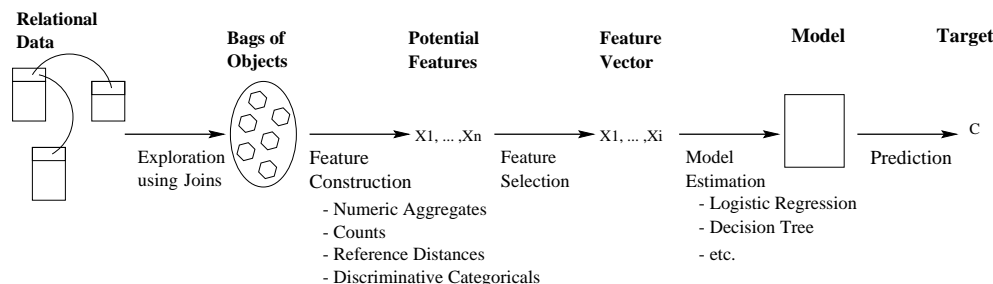 Relational
Data
Bags of
Objects
Potential
Features
Feature
Vector
Model
Target
Exploration
using Joins
Feature
Construction
- Numeric Aggregates
- Counts
- Reference Distances
- Discriminative Categoricals
X1, ... ,Xn
Feature
Selection
X1, ... ,Xi
Model
Estimation
- Logistic Regression
- Decision Tree
- etc.
Prediction
C